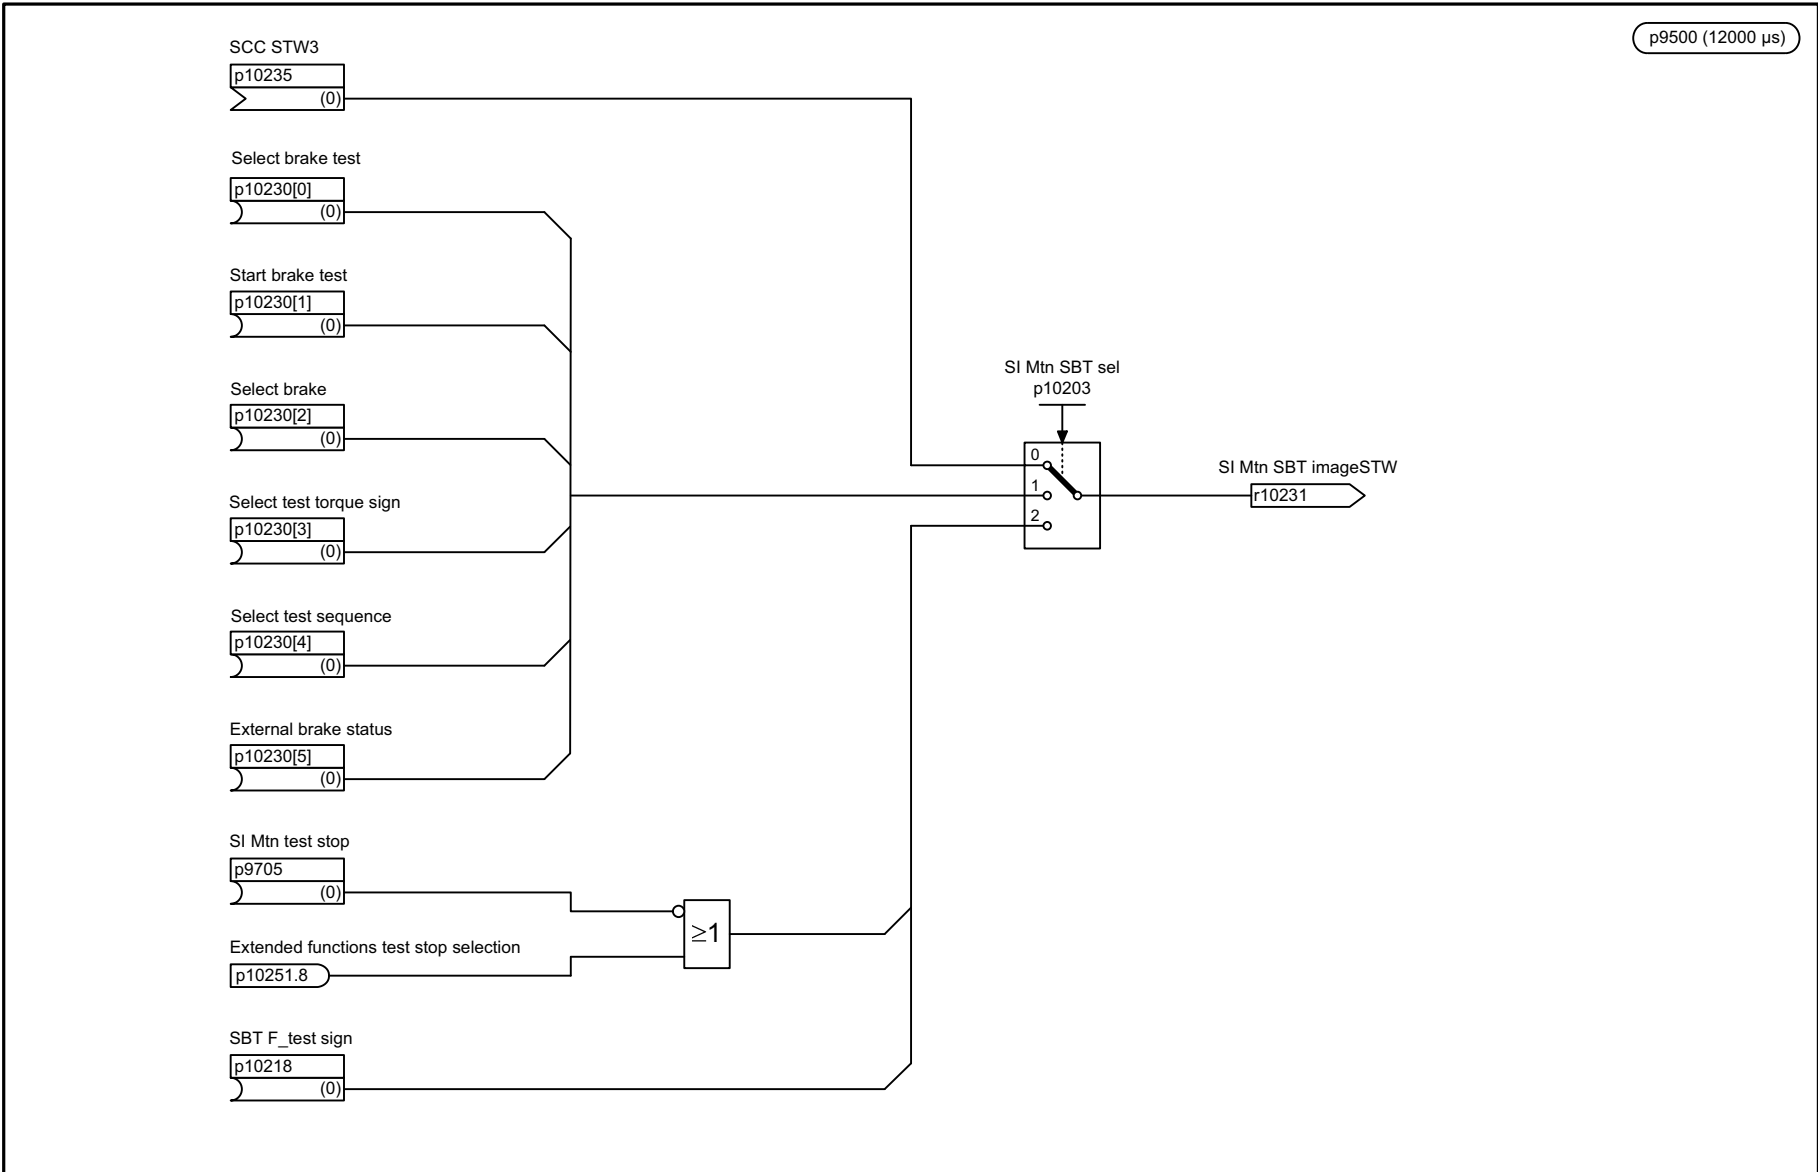 p9500 (12000 µs)
SCC STW3
p10235
(0)
Select brake test
p10230[0]
(0)
Start brake test
p10230[1]
(0)
Select brake
p10230[2]
(0)
Select test torque sign
p10230[3]
(0)
Select test sequence
p10230[4]
(0)
External brake status
p10230[5]
(0)
SI Mtn test stop
p9705
(0)
Extended functions test stop selection
p10251.8
≥1
SBT F_test sign
p10218
(0)
SI Mtn SBT sel
p10203
0
1
2
SI Mtn SBT imageSTW
r10231